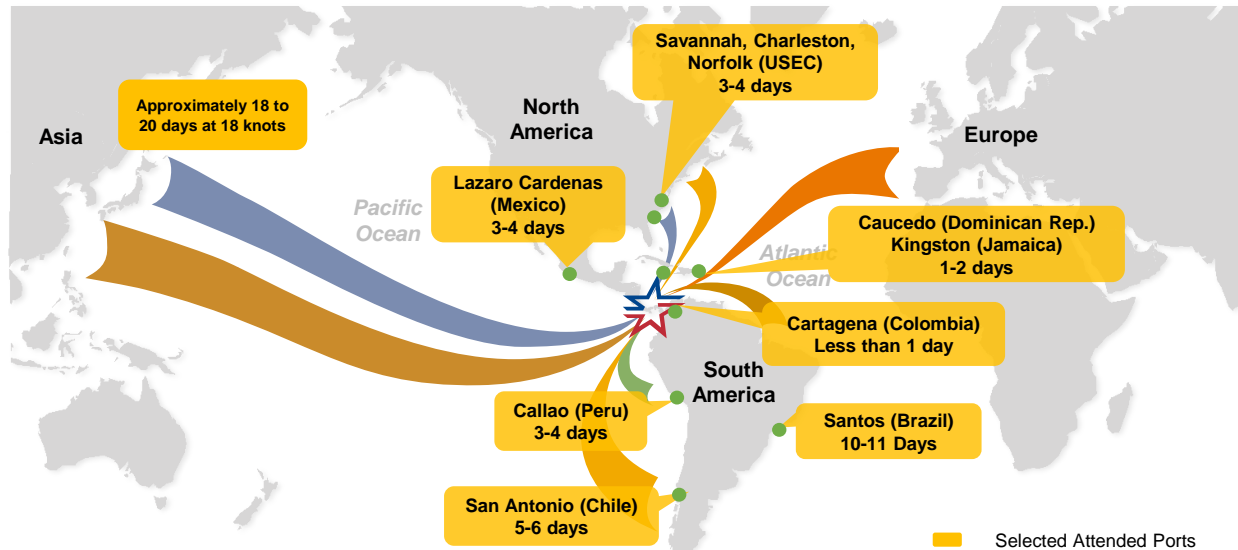 Savannah, Charleston,
Norfolk (USEC)
3-4 days
Approximately 18 to
20 days at 18 knots
North
America
Asia
Europe
Lazaro Cardenas
(Mexico)
3-4 days
Pacific
Ocean
Caucedo (Dominican Rep.)
Kingston (Jamaica)
1-2 days
Atlantic
Ocean
Cartagena (Colombia)
Less than 1 day
South
America
Callao (Peru)
3-4 days
Santos (Brazil)
10-11 Days
San Antonio (Chile)
5-6 days
Selected Attended Ports